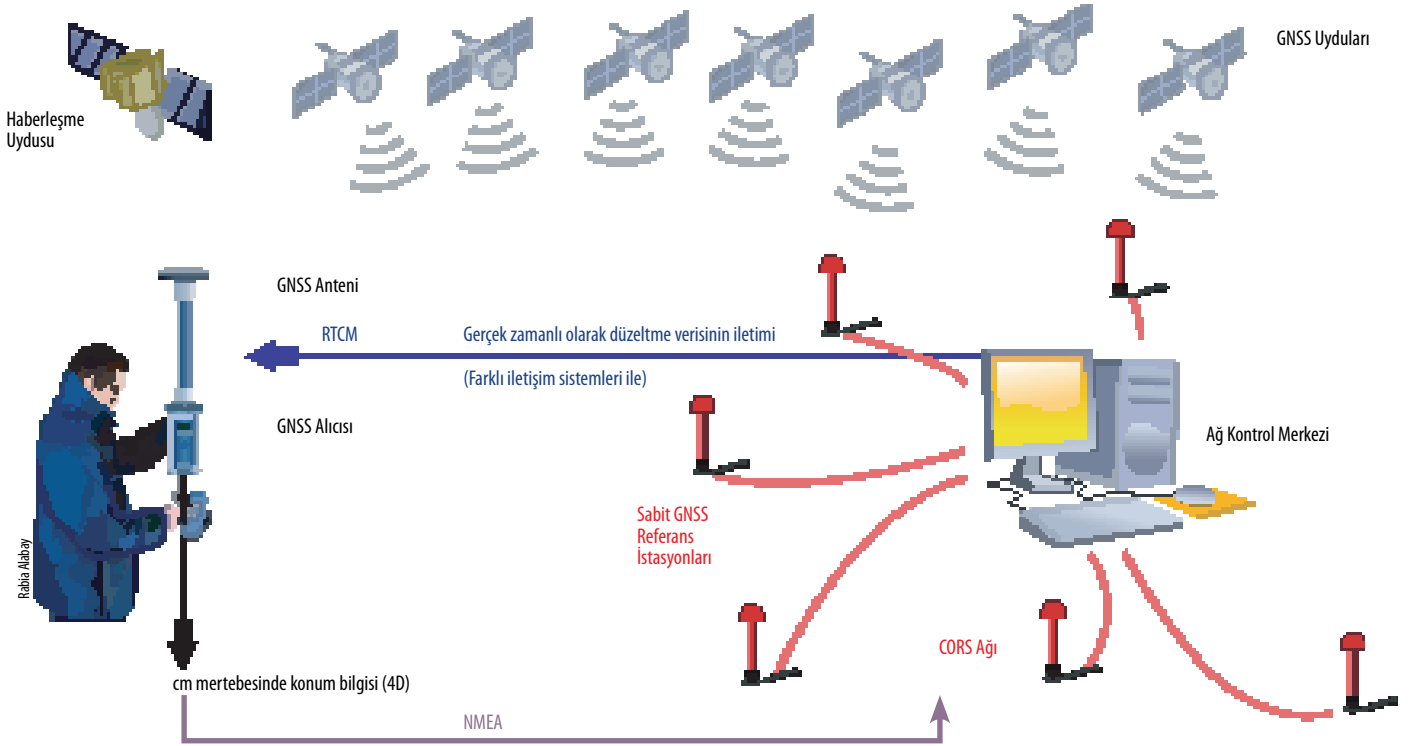 GNSS Uyduları
Haberleşme
Uydusu
GNSS Anteni
RTCM
Gerçek zamanlı olarak düzeltme verisinin iletimi
(Farklı iletişim sistemleri ile)
GNSS Alıcısı
Ağ Kontrol Merkezi
Sabit GNSS
Referans
İstasyonları
Rabia Alabay
CORS Ağı
cm mertebesinde konum bilgisi (4D)
NMEA